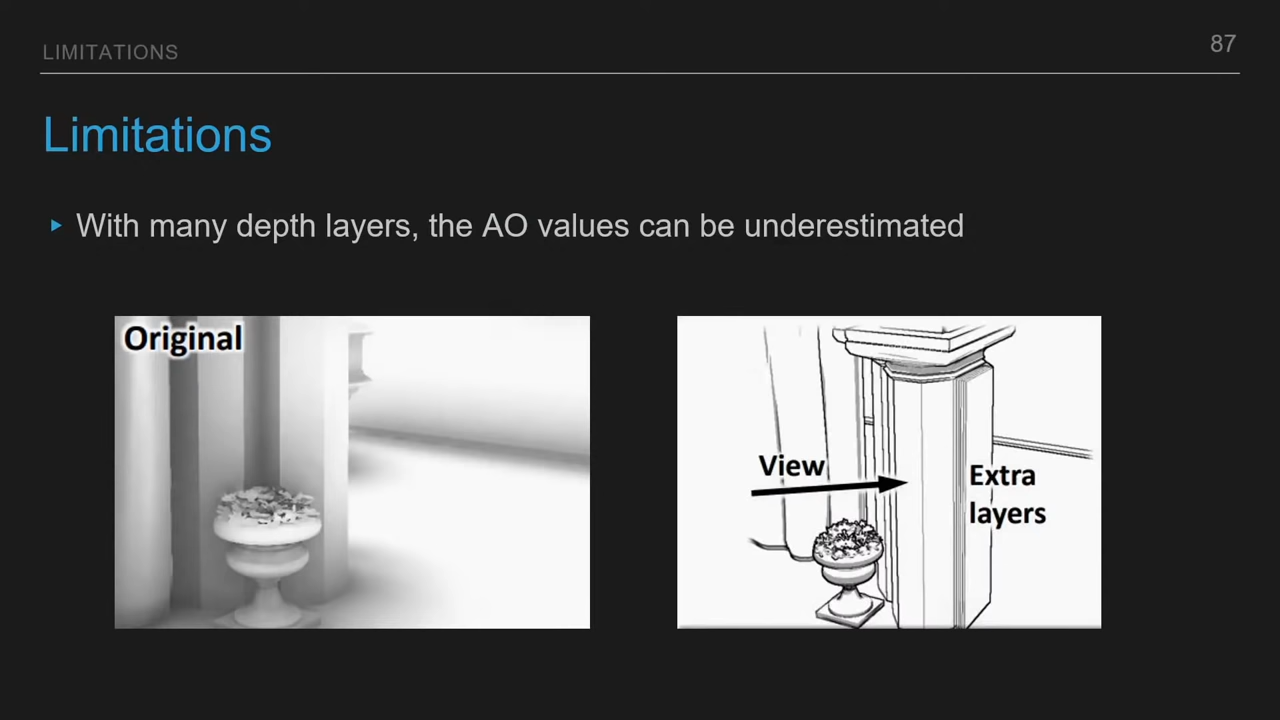 LIMITATIONS
87
Limitations
With many depth layers, the AO values can be underestimated
Original
View
Extra
layers